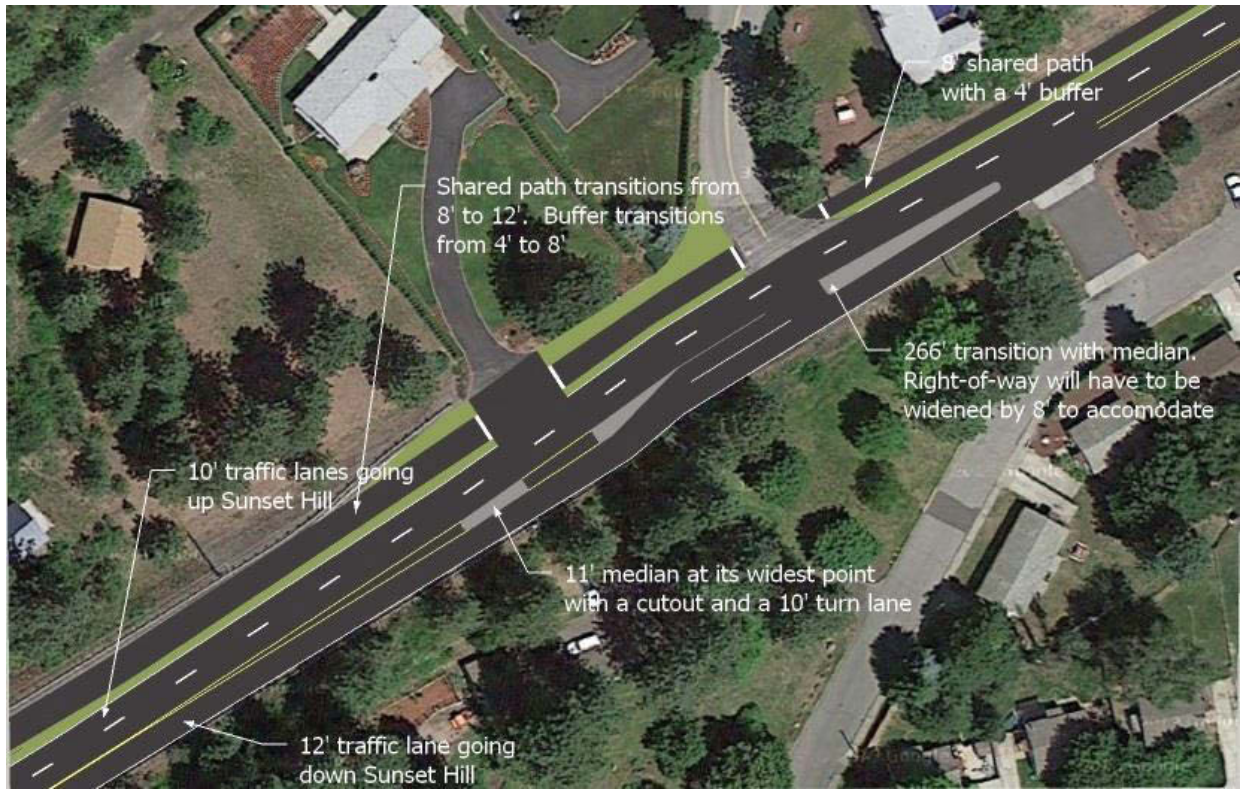 8' shared path
with a 4' buffer
Shared path transitions from
8' to 12'.  Buffer transitions
from 4' to 8'
266' transition with median.
Right-of-way will have to be
widened by 8' to accomodate
10' traffic lanes going
up Sunset Hill
11' median at its widest point
with a cutout and a 10' turn lane
12' traffic lane going
down Sunset Hill